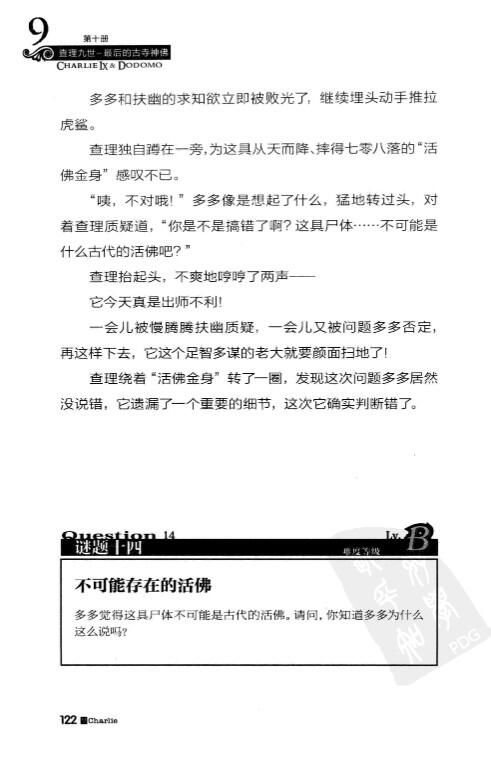 9
第十册
查理九世-最后的古寺神佛
CHARLIE IX & DODOMO
多多和扶幽的求知欲立即被败光了，继续埋头动手推拉
虎鲨。
查理独自蹲在一旁，为这具从天而降、摔得七零八落的“活
佛金身”感叹不已。
“咦，不对哦！”多多像是想起了什么，猛地转过头，对
着查理质疑道，“你是不是搞错了啊？这具尸体……不可能是
什么古代的活佛吧？”
查理抬起头，不爽地哼哼了两声——
它今天真是出师不利！
一会儿被慢腾腾扶幽质疑，一会儿又被问题多多否定，
再这样下去，它这个足智多谋的老大就要颜面扫地了！
查理绕着“活佛金身”转了一圈，发现这次问题多多居然
没说错，它遗漏了一个重要的细节，这次它确实判断错了。
Question 14
Lv. B
谜题十四
难度等级
不可能存在的活佛
多多觉得这具尸体不可能是古代的活佛。请问，你知道多多为什么
这么说吗？
PDG
122 Charlie